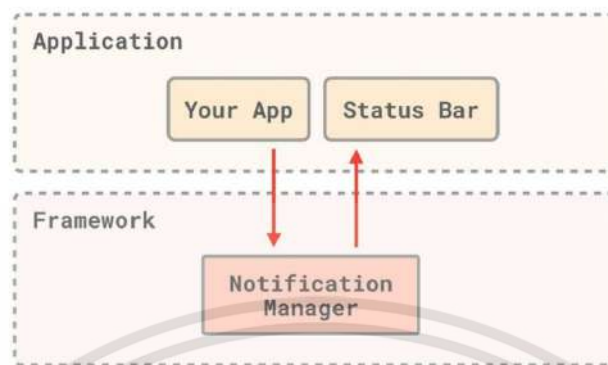 Application
Your App
Status Bar
Framework
Notification
Manager